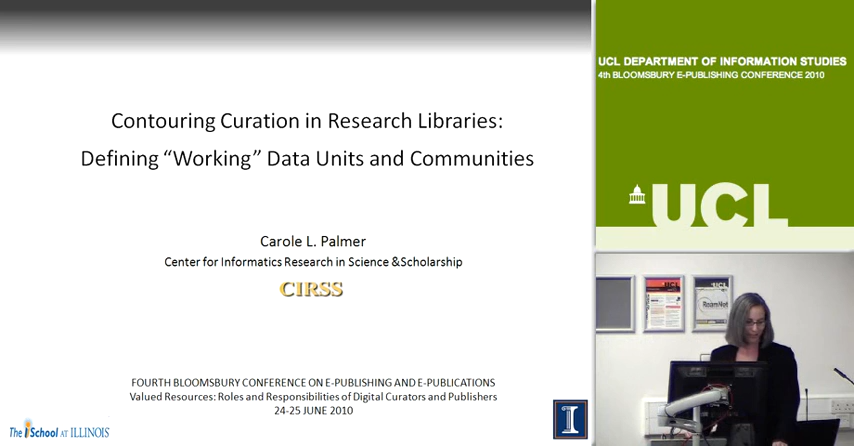 Contouring Curation in Research Libraries:
Defining “Working” Data Units and Communities
Carole L. Palmer
Center for Informatics Research in Science &Scholarship
CIRSS
FOURTH BLOOMSBURY CONFERENCE ON E-PUBLISHING AND E-PUBLICATIONS
Valued Resources: Roles and Responsibilities of Digital Curators and Publishers
24-25 JUNE 2010
The iSchool AT ILLINOIS
I
UCL DEPARTMENT OF INFORMATION STUDIES
4th BLOOMSBURY E-PUBLISHING CONFERENCE 2010
UCL
UCL
UCL